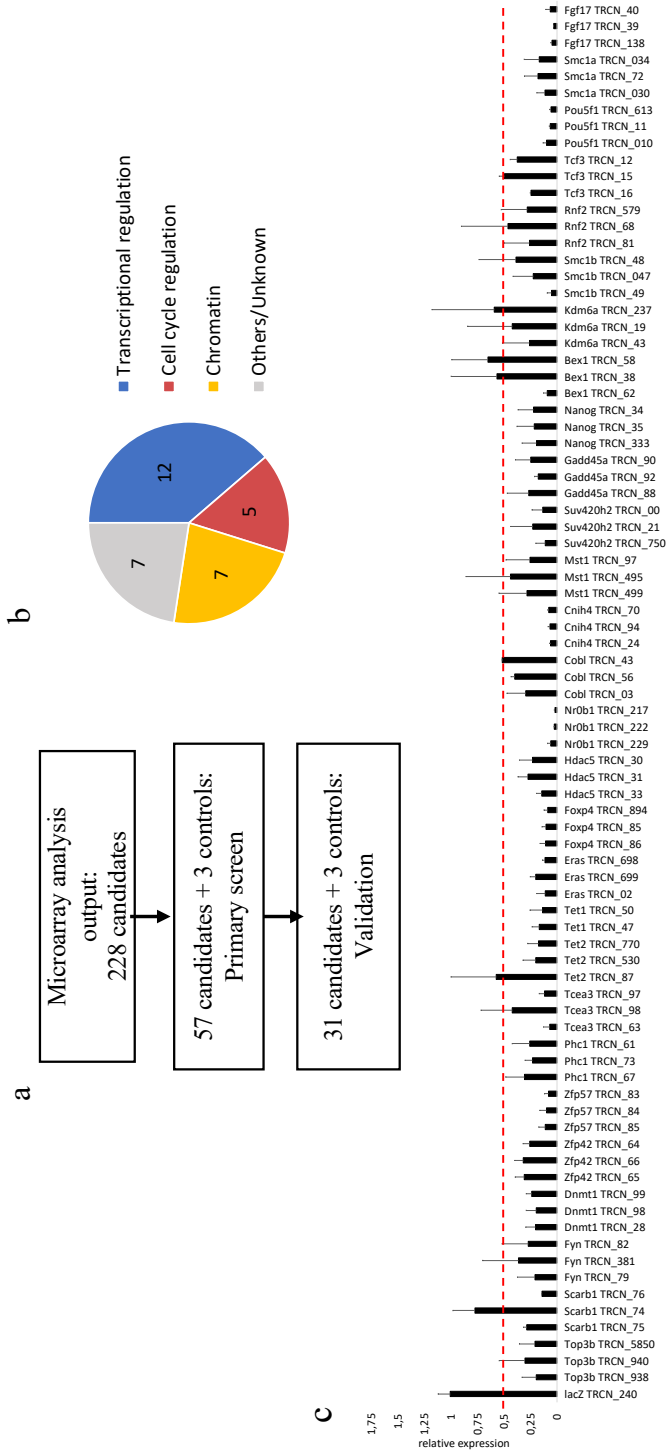 a
Microarray analysis
output:
228 candidates
57 candidates + 3 controls:
Primary screen
31 candidates + 3 controls:
Validation
b
12
5
7
7
Transcriptional regulation
Cell cycle regulation
Chromatin
Others/Unknown
c
relative expression
1,75
1,5
1,25
1
0,75
0,5
0,25
0
lacZ TRCN_240
Top3b TRCN_938
Top3b TRCN_940
Top3b TRCN_5850
Scarb1 TRCN_75
Scarb1 TRCN_74
Scarb1 TRCN_76
Fyn TRCN_79
Fyn TRCN_381
Fyn TRCN_82
Dnmt1 TRCN_28
Dnmt1 TRCN_98
Dnmt1 TRCN_99
Zfp42 TRCN_65
Zfp42 TRCN_66
Zfp42 TRCN_64
Zfp57 TRCN_85
Zfp57 TRCN_84
Zfp57 TRCN_83
Phc1 TRCN_67
Phc1 TRCN_73
Phc1 TRCN_61
Tcea3 TRCN_63
Tcea3 TRCN_98
Tcea3 TRCN_97
Tet2 TRCN_87
Tet2 TRCN_530
Tet2 TRCN_770
Tet1 TRCN_47
Tet1 TRCN_50
Eras TRCN_02
Eras TRCN_699
Eras TRCN_698
Foxp4 TRCN_86
Foxp4 TRCN_85
Foxp4 TRCN_894
Hdac5 TRCN_33
Hdac5 TRCN_31
Hdac5 TRCN_30
Nr0b1 TRCN_229
Nr0b1 TRCN_222
Nr0b1 TRCN_217
Cobl TRCN_03
Cobl TRCN_56
Cobl TRCN_43
Cnih4 TRCN_24
Cnih4 TRCN_94
Cnih4 TRCN_70
Mst1 TRCN_499
Mst1 TRCN_495
Mst1 TRCN_97
Suv420h2 TRCN_750
Suv420h2 TRCN_21
Suv420h2 TRCN_00
Gadd45a TRCN_88
Gadd45a TRCN_92
Gadd45a TRCN_90
Nanog TRCN_333
Nanog TRCN_35
Nanog TRCN_34
Bex1 TRCN_62
Bex1 TRCN_38
Bex1 TRCN_58
Kdm6a TRCN_43
Kdm6a TRCN_19
Kdm6a TRCN_237
Smc1b TRCN_49
Smc1b TRCN_047
Smc1b TRCN_48
Rnf2 TRCN_81
Rnf2 TRCN_68
Rnf2 TRCN_579
Tcf3 TRCN_16
Tcf3 TRCN_15
Tcf3 TRCN_12
Pou5f1 TRCN_010
Pou5f1 TRCN_11
Pou5f1 TRCN_613
Smc1a TRCN_030
Smc1a TRCN_72
Smc1a TRCN_034
Fgf17 TRCN_138
Fgf17 TRCN_39
Fgf17 TRCN_40